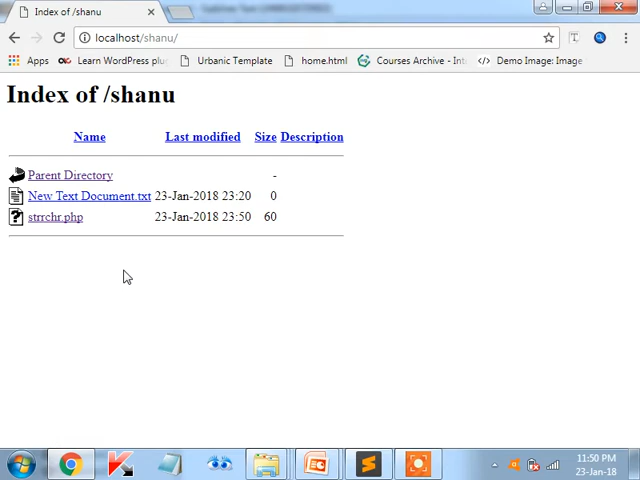 Index of /shanu
localhost/shanu/
Apps Learn WordPress plug Urbanic Template home.html Courses Archive - Int Demo Image: Image
Index of /shanu
Name Last modified Size Description
Parent Directory -
New Text Document.txt 23-Jan-2018 23:20 0
strrchr.php 23-Jan-2018 23:50 60
11:50 PM
23-Jan-18